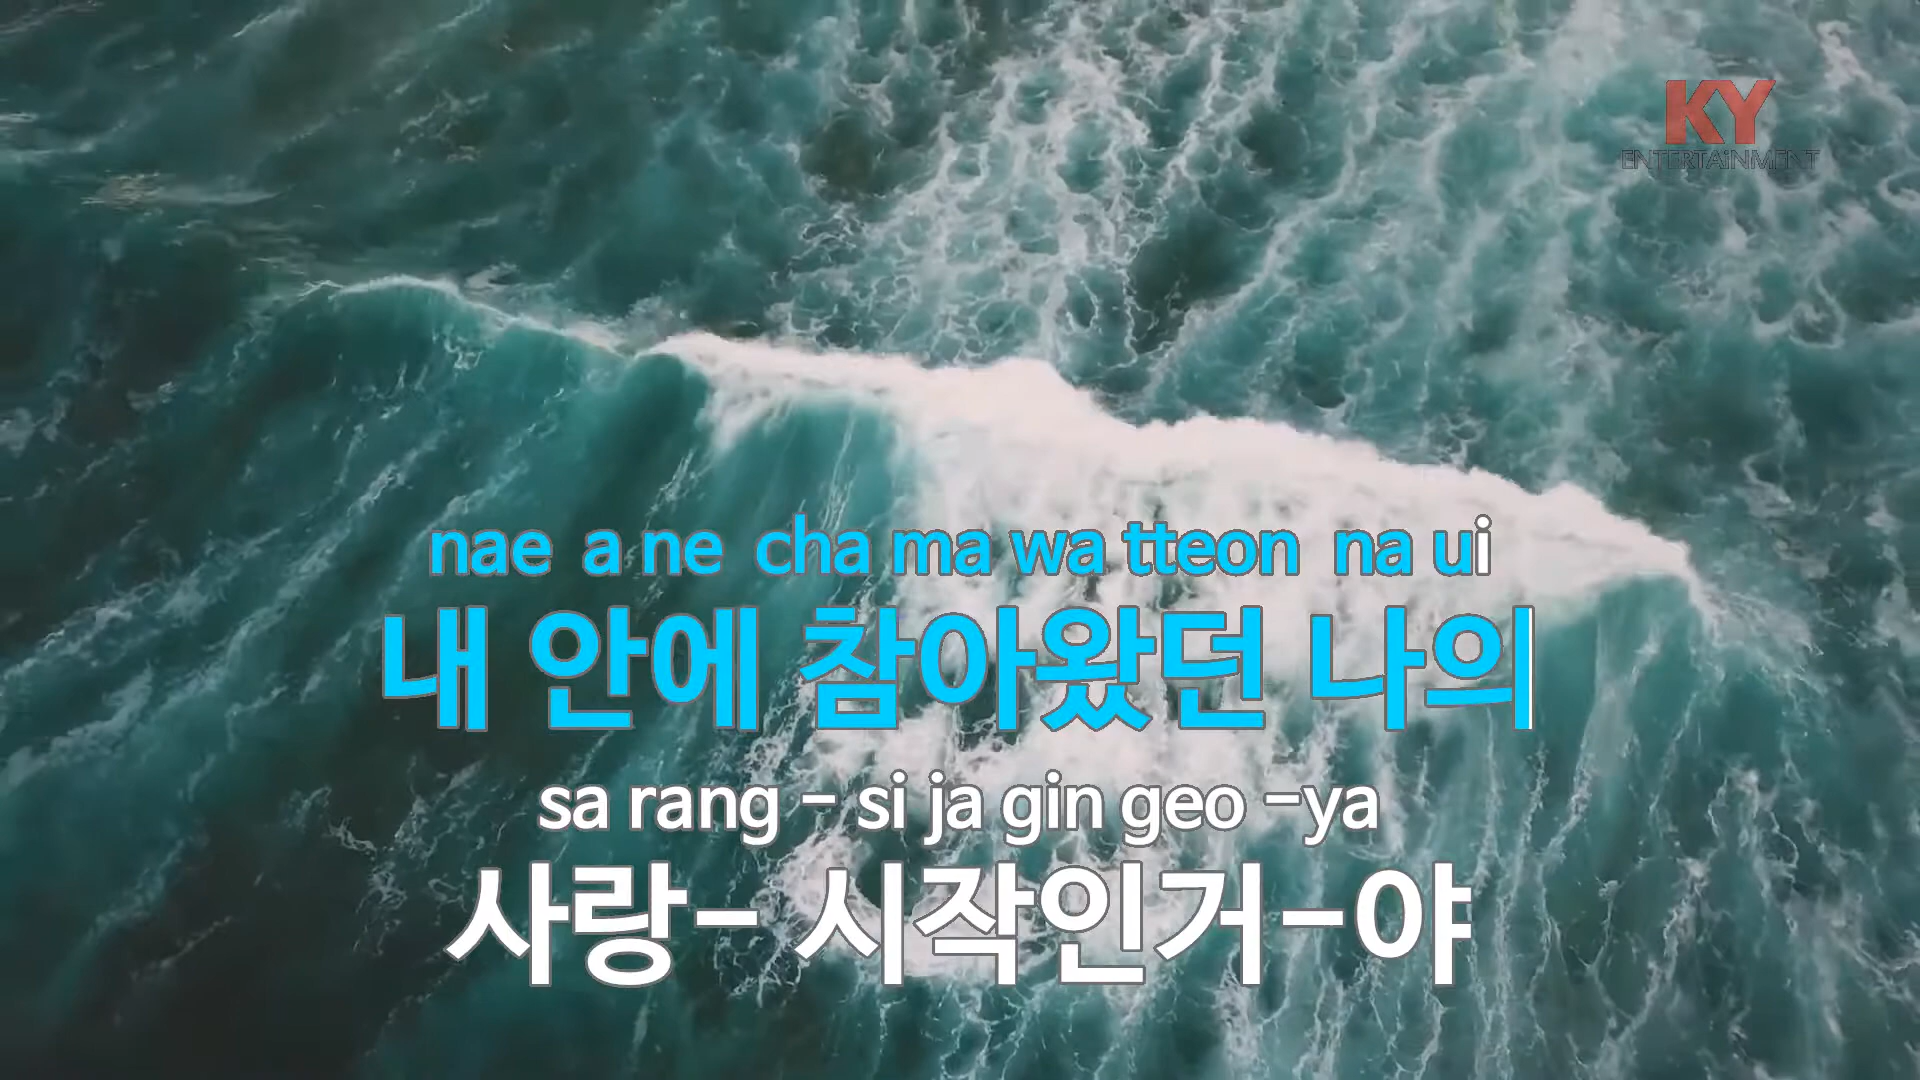 KY
ENTERTAiNMENT
nae a ne cha ma wa tteon na ui
내 안에 참아왔던 나의
sa rang - si ja gin geo -ya
사랑- 시작인거-야